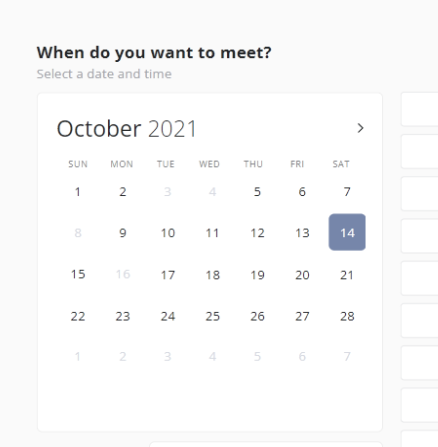 When do you want to meet?
Select a date and time
October 2021 >
SUN MON TUE WED THU FRI SAT
1 2 3 4 5 6 7
8 9 10 11 12 13 14
15 16 17 18 19 20 21
22 23 24 25 26 27 28
1 2 3 4 5 6 7